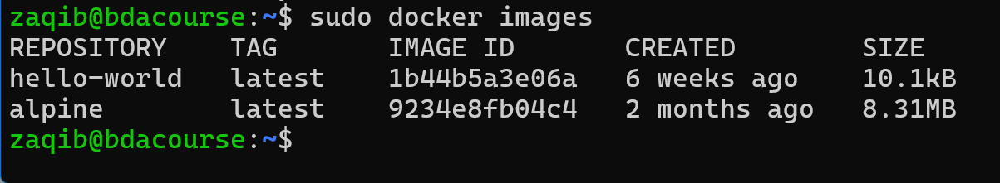 zaqib@bdacourse:~$ sudo docker images
REPOSITORY TAG IMAGE ID CREATED SIZE
hello-world latest 1b44b5a3e06a 6 weeks ago 10.1kB
alpine latest 9234e8fb04c4 2 months ago 8.31MB
zaqib@bdacourse:~$